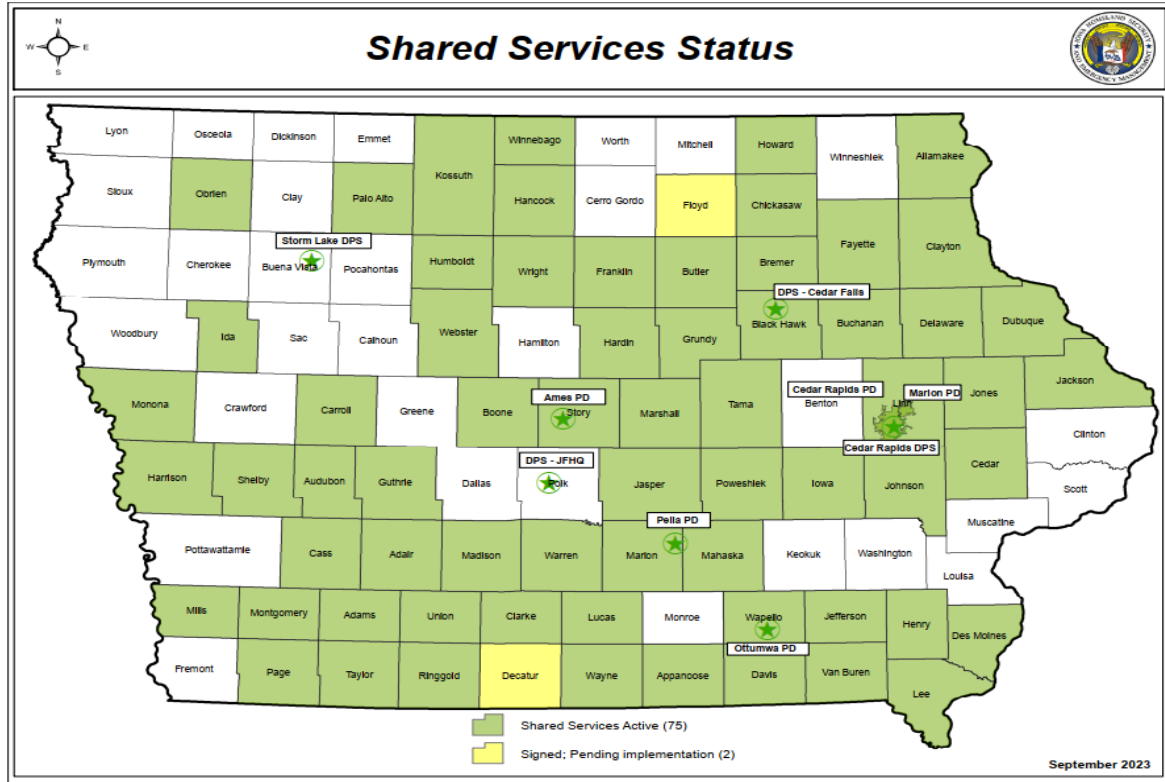 N
W E
S
Shared Services Status
IOWA HOMELAND SECURITY
AND EMERGENCY MANAGEMENT
Lyon Osceola Dickinson Emmet Kossuth Winnebago Worth Mitchell Howard Winneshiek Allamakee
Sioux Obrien Clay Palo Alto Hancock Cerro Gordo Floyd Chickasaw
Storm Lake DPS
Plymouth Cherokee Buena Vista Pocahontas Humboldt Wright Franklin Butler Bremer Fayette Clayton
DPS - Cedar Falls
Woodbury Ida Sac Calhoun Webster Hamilton Hardin Grundy Black Hawk Buchanan Delaware Dubuque
Ames PD Cedar Rapids PD Marion PD
Monona Crawford Carroll Greene Boone Story Marshall Tama Benton Linn Jones Jackson
Clinton
Cedar Rapids DPS
DPS - JFHQ
Harrison Shelby Audubon Guthrie Dallas Polk Jasper Poweshiek Iowa Johnson Cedar Scott
Muscatine
Pella PD
Pottawattamie Cass Adair Madison Warren Marion Mahaska Keokuk Washington Louisa
Mills Montgomery Adams Union Clarke Lucas Monroe Wapello Jefferson Henry Des Moines
Ottumwa PD
Fremont Page Taylor Ringgold Decatur Wayne Appanoose Davis Van Buren Lee
Shared Services Active (75)
Signed; Pending implementation (2)
September 2023